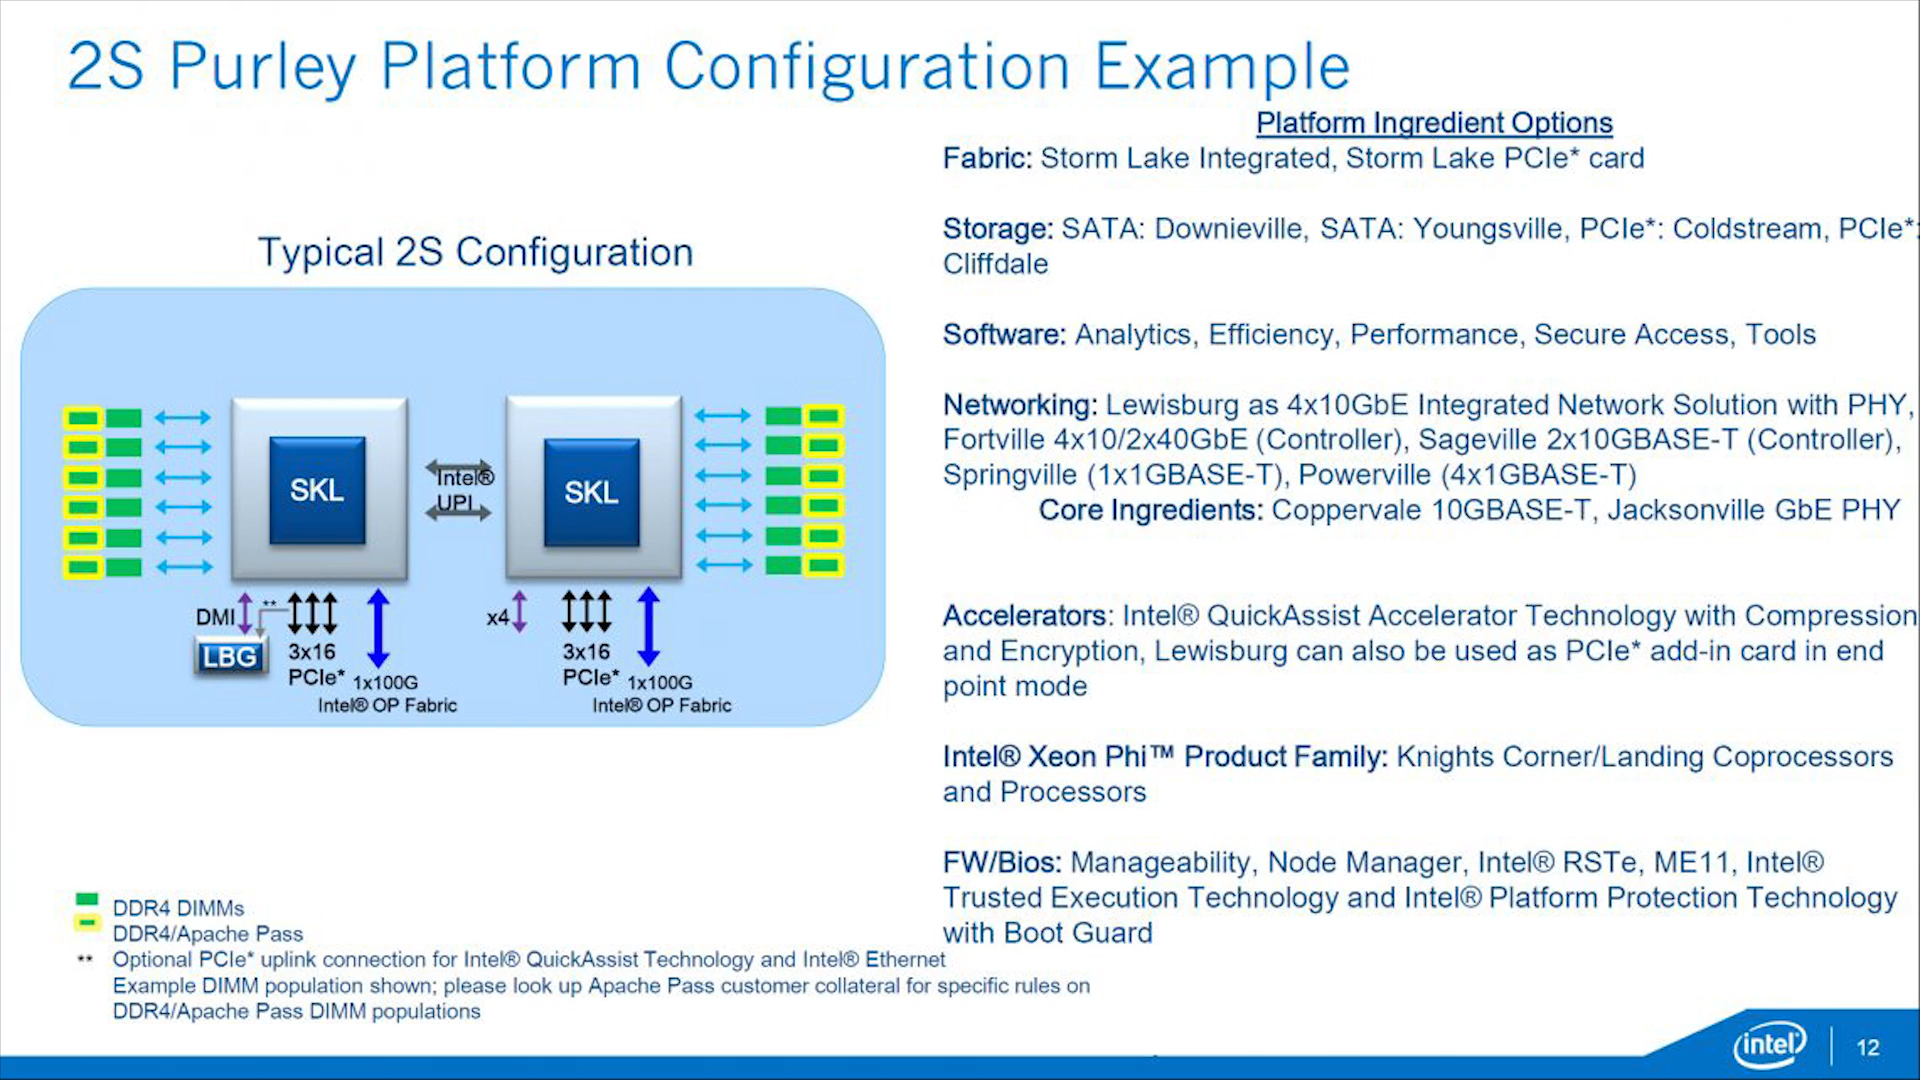 2S Purley Platform Configuration Example
Platform Ingredient Options
Fabric: Storm Lake Integrated, Storm Lake PCIe* card
Storage: SATA: Downieville, SATA: Youngsville, PCIe*: Coldstream, PCIe*:
Cliffdale
Software: Analytics, Efficiency, Performance, Secure Access, Tools
Networking: Lewisburg as 4x10GbE Integrated Network Solution with PHY,
Fortville 4x10/2x40GbE (Controller), Sageville 2x10GBASE-T (Controller),
Springville (1x1GBASE-T), Powerville (4x1GBASE-T)
Core Ingredients: Coppervale 10GBASE-T, Jacksonville GbE PHY
Accelerators: Intel® QuickAssist Accelerator Technology with Compression
and Encryption, Lewisburg can also be used as PCIe* add-in card in end
point mode
Intel® Xeon Phi™ Product Family: Knights Corner/Landing Coprocessors
and Processors
FW/Bios: Manageability, Node Manager, Intel® RSTe, ME11, Intel®
Trusted Execution Technology and Intel® Platform Protection Technology
with Boot Guard
Typical 2S Configuration
SKL
Intel®
UPI
SKL
DMI
**
LBG
3x16
PCIe*
1x100G
Intel® OP Fabric
x4
3x16
PCIe*
1x100G
Intel® OP Fabric
DDR4 DIMMs
DDR4/Apache Pass
** Optional PCIe* uplink connection for Intel® QuickAssist Technology and Intel® Ethernet
Example DIMM population shown; please look up Apache Pass customer collateral for specific rules on
DDR4/Apache Pass DIMM populations
intel
12